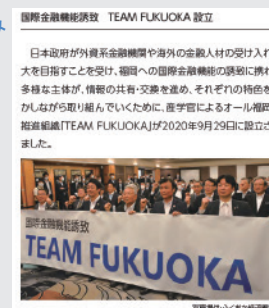 国際金融機能誘致 TEAM FUKUOKA 設立
日本政府が外資系金融機関や海外の金融人材の受け入れ
大を目指すことを受け、福岡への国際金融機能の誘致に携わ
多様な主体が、情報の共有・交換を進め、それぞれの特色を
かしながら取り組んでいくために、産学官によるオール福岡
推進組織「TEAM FUKUOKA」が2020年9月29日に設立さ
ました。
国際金融機能誘致
TEAM FUKUOKA